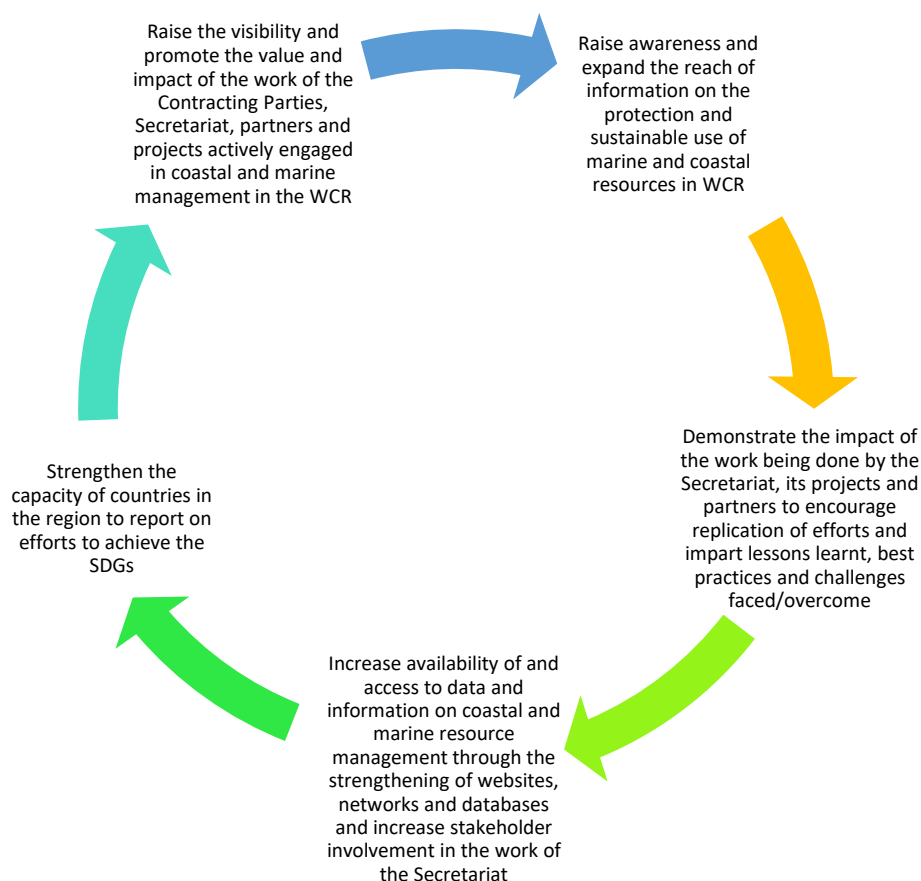 Raise the visibility and
promote the value and
impact of the work of the
Contracting Parties,
Secretariat, partners and
projects actively engaged
in coastal and marine
management in the WCR
Raise awareness and
expand the reach of
information on the
protection and
sustainable use of
marine and coastal
resources in WCR
Demonstrate the impact of
the work being done by the
Secretariat, its projects and
partners to encourage
replication of efforts and
impart lessons learnt, best
practices and challenges
faced/overcome
Increase availability of and
access to data and
information on coastal and
marine resource
management through the
strengthening of websites,
networks and databases
and increase stakeholder
involvement in the work of
the Secretariat
Strengthen the
capacity of countries in
the region to report on
efforts to achieve the
SDGs